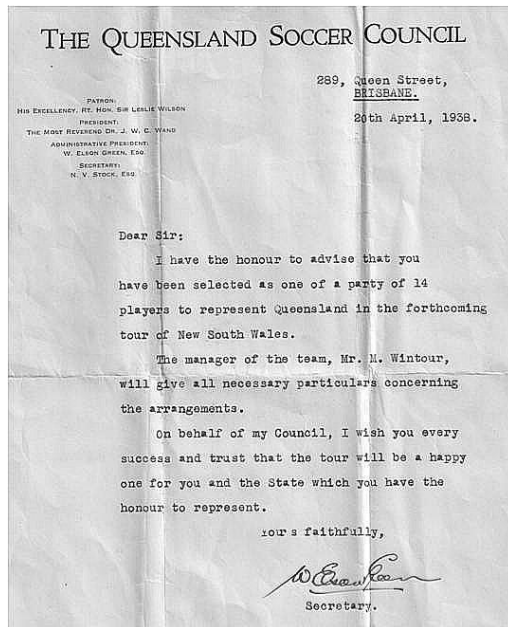 THE QUEENSLAND SOCCER COUNCIL
289, Queen Street,
BRISBANE.
20th April, 1938.
PATRON:
HIS EXCELLENCY, RT. HON. SIR LESLIE WILSON
PRESIDENT:
THE MOST REVEREND DR. J. W. C. WAND
ADMINISTRATIVE PRESIDENT:
W. ELSON GREEN, ESQ.
SECRETARY:
N. V. STOCK, ESQ.
Dear Sir:
I have the honour to advise that you
have been selected as one of a party of 14
players to represent Queensland in the forthcoming
tour of New South Wales.
The manager of the team, Mr. M. Wintour,
will give all necessary particulars concerning
the arrangements.
On behalf of my Council, I wish you every
success and trust that the tour will be a happy
one for you and the State which you have the
honour to represent.
Yours faithfully,
W Elson Green
Secretary.